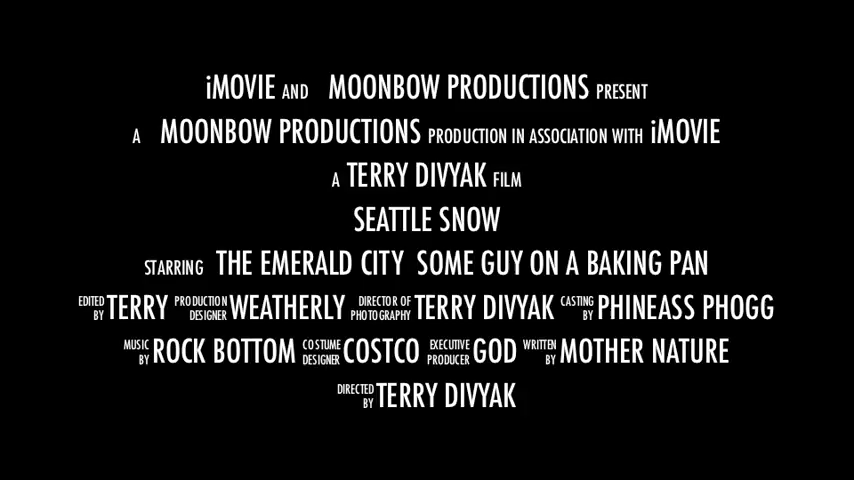 iMOVIE AND MOONBOW PRODUCTIONS PRESENT
A MOONBOW PRODUCTIONS PRODUCTION IN ASSOCIATION WITH iMOVIE
A TERRY DIVYAK FILM
SEATTLE SNOW
STARRING THE EMERALD CITY SOME GUY ON A BAKING PAN
EDITED BY TERRY PRODUCTION DESIGNER WEATHERLY DIRECTOR OF PHOTOGRAPHY TERRY DIVYAK CASTING BY PHINEASS PHOGG
MUSIC BY ROCK BOTTOM COSTUME DESIGNER COSTCO EXECUTIVE PRODUCER GOD WRITTEN BY MOTHER NATURE
DIRECTED BY TERRY DIVYAK